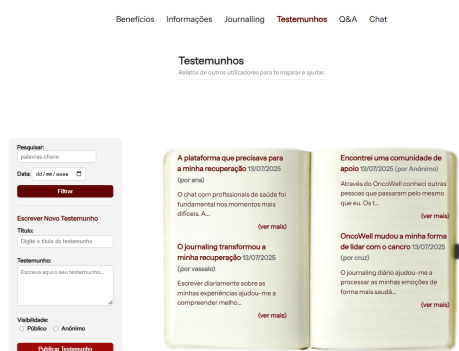 Benefícios Informações Journalling Testemunhos Q&A Chat
Testemunhos
Relatos de outros utilizadores para te inspirar e ajudar.
Pesquisar:
palavras-chave
Data: dd/mm/aaaa
Filtrar
Escrever Novo Testemunho
Título:
Digite o título do testemunho
Testemunho:
Escreva aqui o seu testemunho...
Visibilidade:
Público Anónimo
Publicar Testemunho
A plataforma que precisava para
a minha recuperação 13/07/2025
(por ana)
O chat com profissionais de saúde foi
fundamental nos momentos mais
difíceis. A...
(ver mais)
O journaling transformou a
minha recuperação 13/07/2025
(por vassalo)
Escrever diariamente sobre as
minhas experiências ajudou-me a
compreender melho...
(ver mais)
Encontrei uma comunidade de
apoio 13/07/2025 (por Anónimo)
Através do OncoWell conheci outras
pessoas que passaram pelo mesmo
que eu. Os t...
(ver mais)
OncoWell mudou a minha forma
de lidar com o cancro 13/07/2025
(por cruz)
O journaling diário ajudou-me a
processar as minhas emoções de
forma mais saudá...
(ver mais)